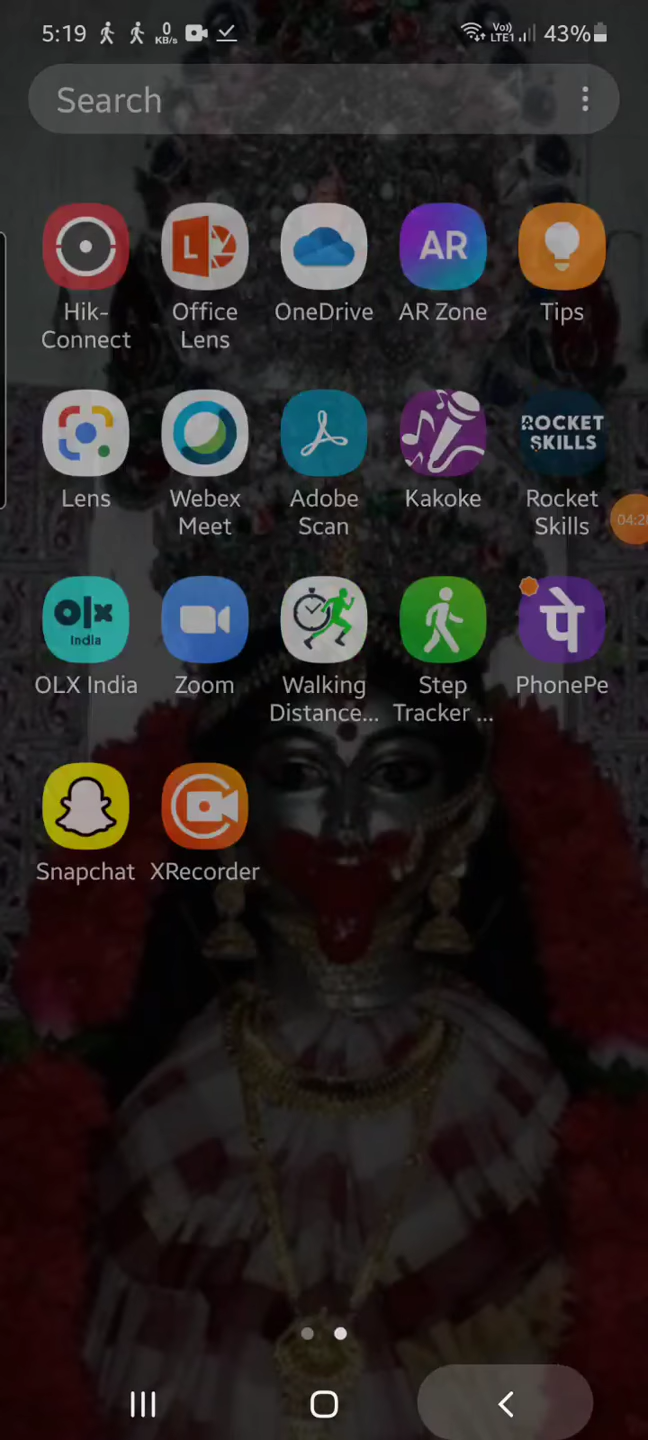 5:19 0 KB/s Vo) LTE1 43%
Search
L AR
Hik- Office OneDrive AR Zone Tips
Connect Lens
ROCKET
SKILLS
Lens Webex Adobe Kakoke Rocket
Meet Scan Skills
04:2
olx
India पे
OLX India Zoom Walking Step PhonePe
Distance... Tracker ...
Snapchat XRecorder